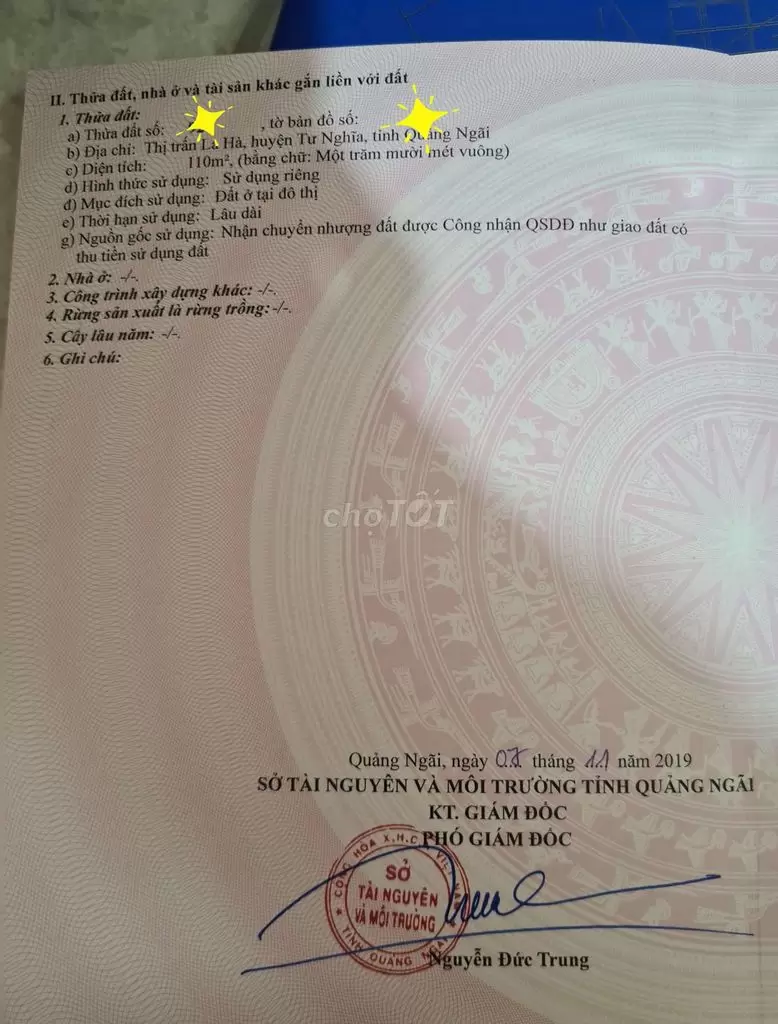 II. Thửa đất, nhà ở và tài sản khác gắn liền với đất
1. Thửa đất:
a) Thửa đất số: , tờ bản đồ số:
b) Địa chỉ: Thị trấn La Hà, huyện Tư Nghĩa, tỉnh Quảng Ngãi
c) Diện tích: 110m², (bằng chữ: Một trăm mười mét vuông)
d) Hình thức sử dụng: Sử dụng riêng
đ) Mục đích sử dụng: Đất ở tại đô thị
e) Thời hạn sử dụng: Lâu dài
g) Nguồn gốc sử dụng: Nhận chuyển nhượng đất được Công nhận QSDĐ như giao đất có
thu tiền sử dụng đất
2. Nhà ở: -/-.
3. Công trình xây dựng khác: -/-.
4. Rừng sản xuất là rừng trồng: -/-.
5. Cây lâu năm: -/-.
6. Ghi chú:
chợTỐT
Quảng Ngãi, ngày 07 tháng 11 năm 2019
SỞ TÀI NGUYÊN VÀ MÔI TRƯỜNG TỈNH QUẢNG NGÃI
KT. GIÁM ĐỐC
PHÓ GIÁM ĐỐC
CỘNG HÒA X.H.C. VIỆT NAM
SỞ
TÀI NGUYÊN
VÀ MÔI TRƯỜNG
TỈNH QUẢNG NGÃI
Nguyễn Đức Trung